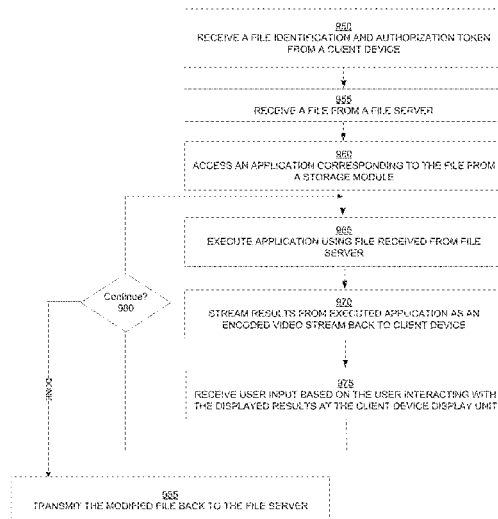 950
RECEIVE A FILE IDENTIFICATION AND AUTHORIZATION TOKEN
FROM A CLIENT DEVICE
955
RECEIVE A FILE FROM A FILE SERVER
960
ACCESS AN APPLICATION CORRESPONDING TO THE FILE FROM
A STORAGE MODULE
965
EXECUTE APPLICATION USING FILE RECEIVED FROM FILE
SERVER
Continue?
980
970
STREAM RESULTS FROM EXECUTED APPLICATION AS AN
ENCODED VIDEO STREAM BACK TO CLIENT DEVICE
975
RECEIVE USER INPUT BASED ON THE USER INTERACTING WITH
THE DISPLAYED RESULTS AT THE CLIENT DEVICE DISPLAY UNIT
DONE
985
TRANSMIT THE MODIFIED FILE BACK TO THE FILE SERVER